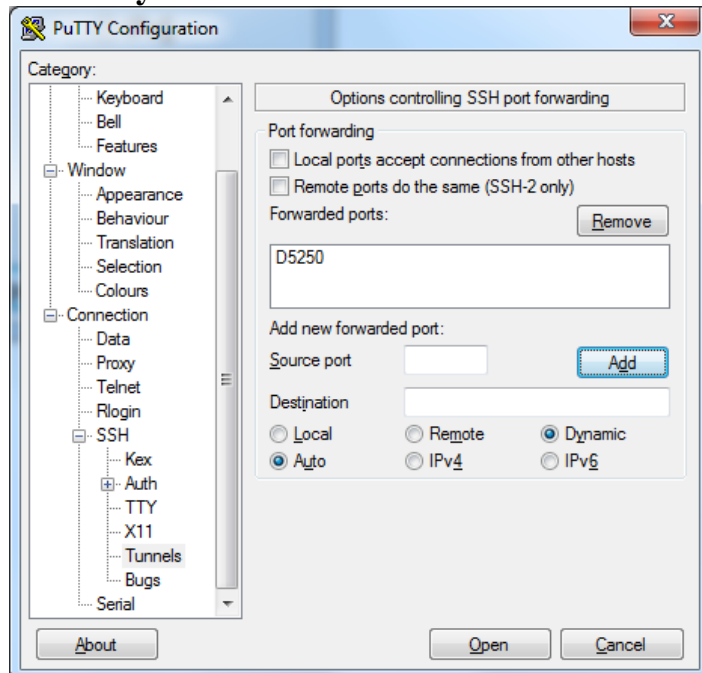 PuTTY Configuration
Category:
Keyboard
Bell
Features
Window
Appearance
Behaviour
Translation
Selection
Colours
Connection
Data
Proxy
Telnet
Rlogin
SSH
Kex
Auth
TTY
X11
Tunnels
Bugs
Serial
Options controlling SSH port forwarding
Port forwarding
Local ports accept connections from other hosts
Remote ports do the same (SSH-2 only)
Forwarded ports:
Remove
D5250
Add new forwarded port:
Source port
Add
Destination
Local Remote Dynamic
Auto IPv4 IPv6
About Open Cancel